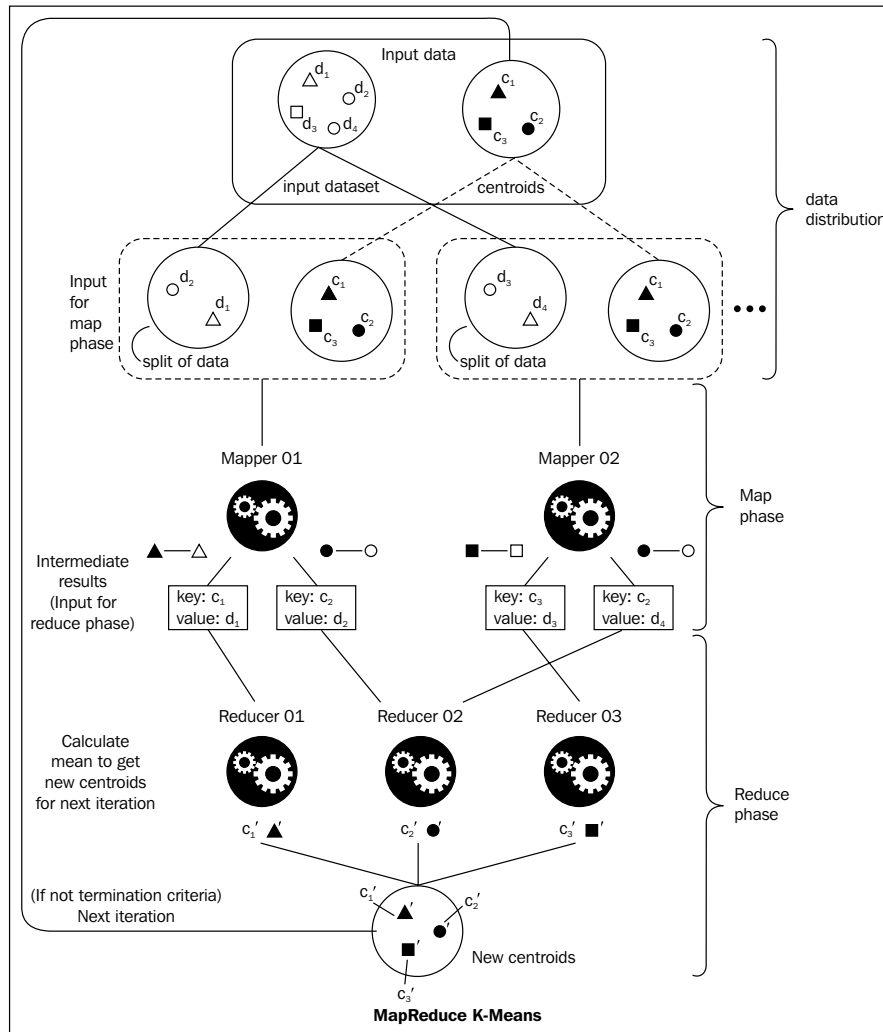 Input data
d₁
d₂
d₃
d₄
c₁
c₂
c₃
input dataset
centroids
data
distribution
Input
for
map
phase
d₂
d₁
split of data
c₁
c₂
c₃
d₃
d₄
split of data
c₁
c₂
c₃
Mapper 01
Mapper 02
Map
phase
Intermediate
results
(Input for
reduce phase)
key: c₁
value: d₁
key: c₂
value: d₂
key: c₃
value: d₃
key: c₂
value: d₄
Reducer 01
Reducer 02
Reducer 03
Calculate
mean to get
new centroids
for next iteration
c₁′ ′
c₂′ ′
c₃′ ′
Reduce
phase
(If not termination criteria)
Next iteration
c₁′
′
c₂′
′
′
c₃′
New centroids
MapReduce K-Means